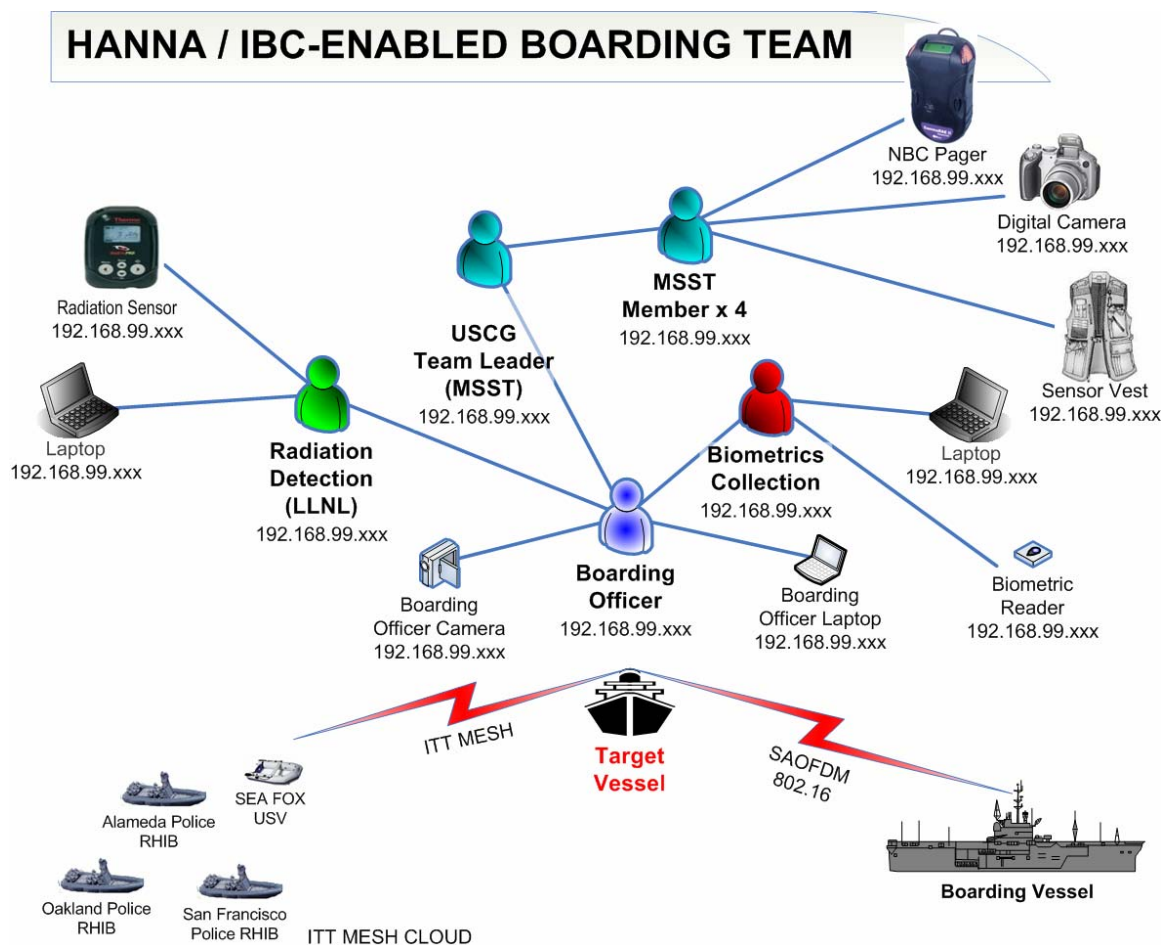 HANNA / IBC-ENABLED BOARDING TEAM
NBC Pager
192.168.99.xxx
Digital Camera
192.168.99.xxx
Sensor Vest
192.168.99.xxx
MSST
Member x 4
192.168.99.xxx
USCG
Team Leader
(MSST)
192.168.99.xxx
Thermo
Radiation Sensor
192.168.99.xxx
Laptop
192.168.99.xxx
Radiation
Detection
(LLNL)
192.168.99.xxx
Biometrics
Collection
192.168.99.xxx
Laptop
192.168.99.xxx
Biometric
Reader
192.168.99.xxx
Boarding
Officer
192.168.99.xxx
Boarding
Officer Camera
192.168.99.xxx
Boarding
Officer Laptop
192.168.99.xxx
Target
Vessel
ITT MESH
SAOFDM
802.16
SEA FOX
USV
Alameda Police
RHIB
Oakland Police
RHIB
San Francisco
Police RHIB
ITT MESH CLOUD
Boarding Vessel